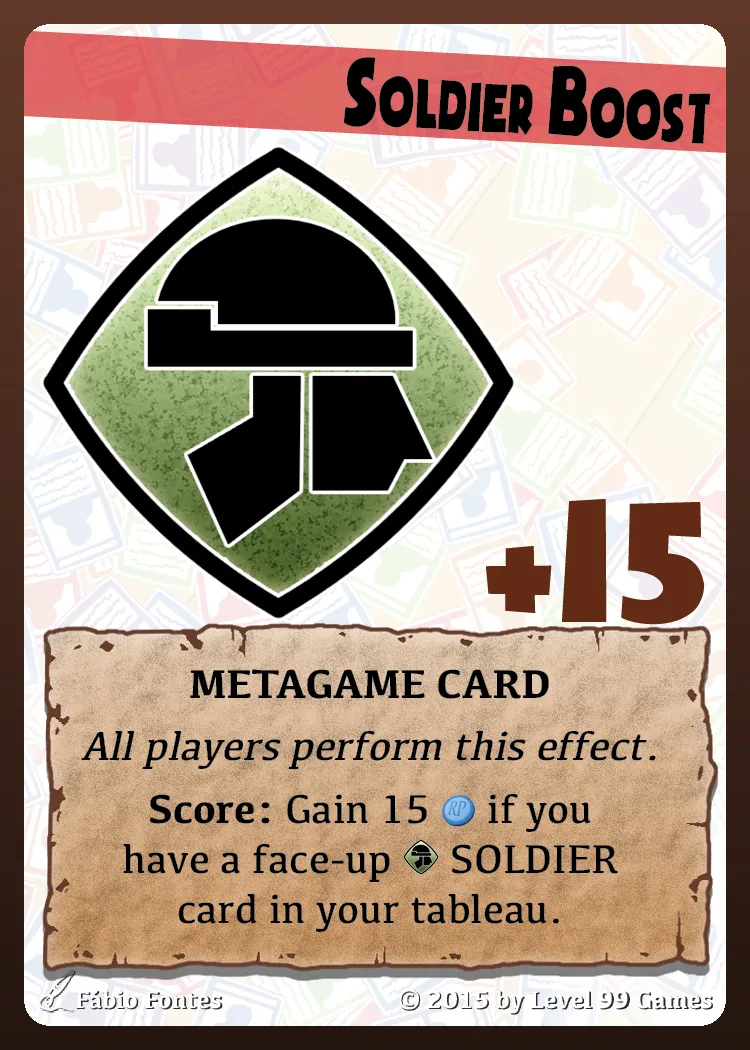 SOLDIER BOOST
+15
METAGAME CARD
All players perform this effect.
Score: Gain 15 RP if you
have a face-up SOLDIER
card in your tableau.
Fábio Fontes
© 2015 by Level 99 Games